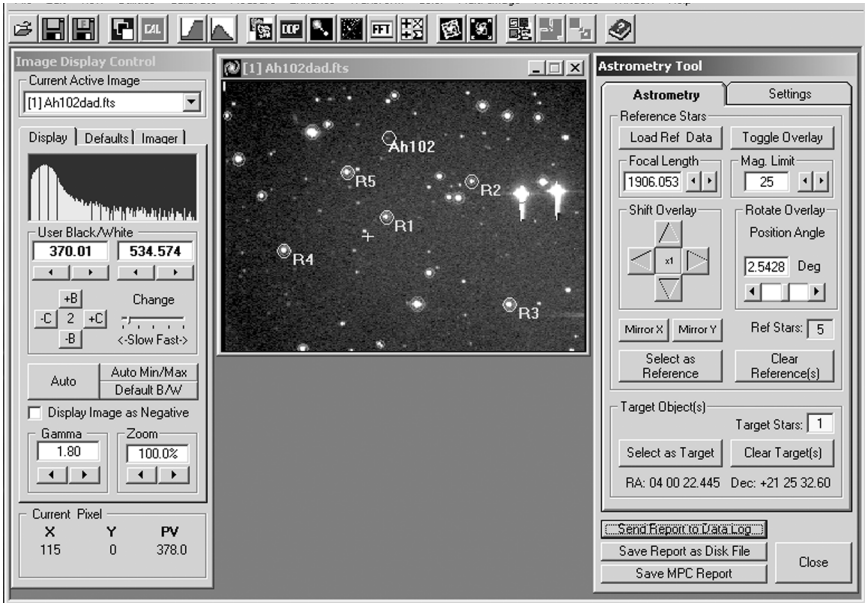 CAL
DDP
FFT
Image Display Control
Current Active Image
[1] Ah102dad.fts
Display Defaults Imager
User Black/White
370.01 534.574
+B
-C 2 +C
-B
Change
<-Slow Fast->
Auto
Auto Min/Max
Default B/W
Display Image as Negative
Gamma
1.80
Zoom
100.0%
Current Pixel
X Y PV
115 0 378.0
[1] Ah102dad.fts
Ah102
R5
R2
R1
R4
R3
Astrometry Tool
Astrometry Settings
Reference Stars
Load Ref Data Toggle Overlay
Focal Length
1906.053
Mag. Limit
25
Shift Overlay
x1
Rotate Overlay
Position Angle
2.5428 Deg
Mirror X Mirror Y
Ref Stars: 5
Select as Reference
Clear Reference(s)
Target Object(s)
Target Stars: 1
Select as Target Clear Target(s)
RA: 04 00 22.445 Dec: +21 25 32.60
Send Report to Data Log
Save Report as Disk File
Save MPC Report
Close